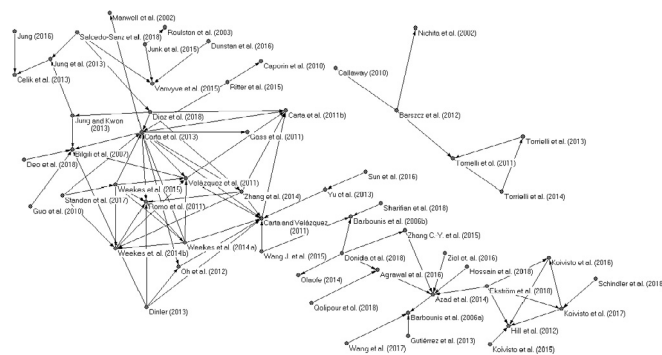 Manwell et al. (2002)
Nichita et al. (2002)
Jung (2016)
Salcedo-Sanz et al. (2018)
Roulston et al. (2003)
Junk et al. (2015)
Dunstan et al. (2016)
Jung et al. (2013)
Caporin et al. (2010)
Callaway (2010)
Celik et al. (2013)
Vanvyve et al. (2015)
Ritter et al. (2015)
Jung and Kwon
(2013)
Díoz et al. (2018)
Carta et al. (2011b)
Barszcz et al. (2012)
Carta et al. (2013)
Gass et al. (2011)
Torrielli et al. (2013)
Deo et al. (2018)
Bilgili et al. (2007)
Torrielli et al. (2011)
Weekes et al. (2015)
Velázquez et al. (2011)
Sun et al. (2016)
Standon et al. (2017)
Romo et al. (2011)
Zhang et al. (2014)
Yu et al. (2013)
Torrielli et al. (2014)
Guo et al. (2010)
Sharifian et al. (2018)
Carta and Velázquez
(2011)
Barbounis et al. (2006b)
Zhang C.-Y. et al. (2015)
Weekes et al. (2014b)
Weekes et al. (2014a)
Wang J. et al. (2015)
Oh et al. (2012)
Donida et al. (2018)
Ziol et al. (2016)
Koivisto et al. (2016)
Olaofe (2014)
Agrawal et al. (2016)
Hossain et al. (2018)
Schindler et al. (2018)
Ekström et al. (2018)
Dinler (2013)
Qolipour et al. (2018)
Azad et al. (2014)
Koivisto et al. (2017)
Barbounis et al. (2006a)
Hill et al. (2012)
Gutiérrez et al. (2013)
Wang et al. (2017)
Koivisto et al. (2015)